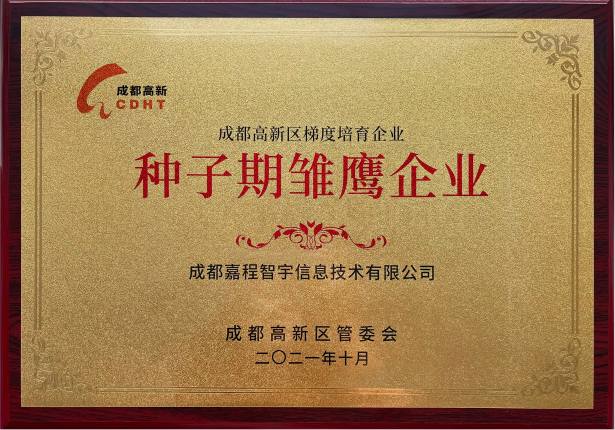 成都高新
CDHT
成都高新区梯度培育企业
种子期雏鹰企业
成都嘉程智宇信息技术有限公司
成都高新区管委会
二〇二一年十月